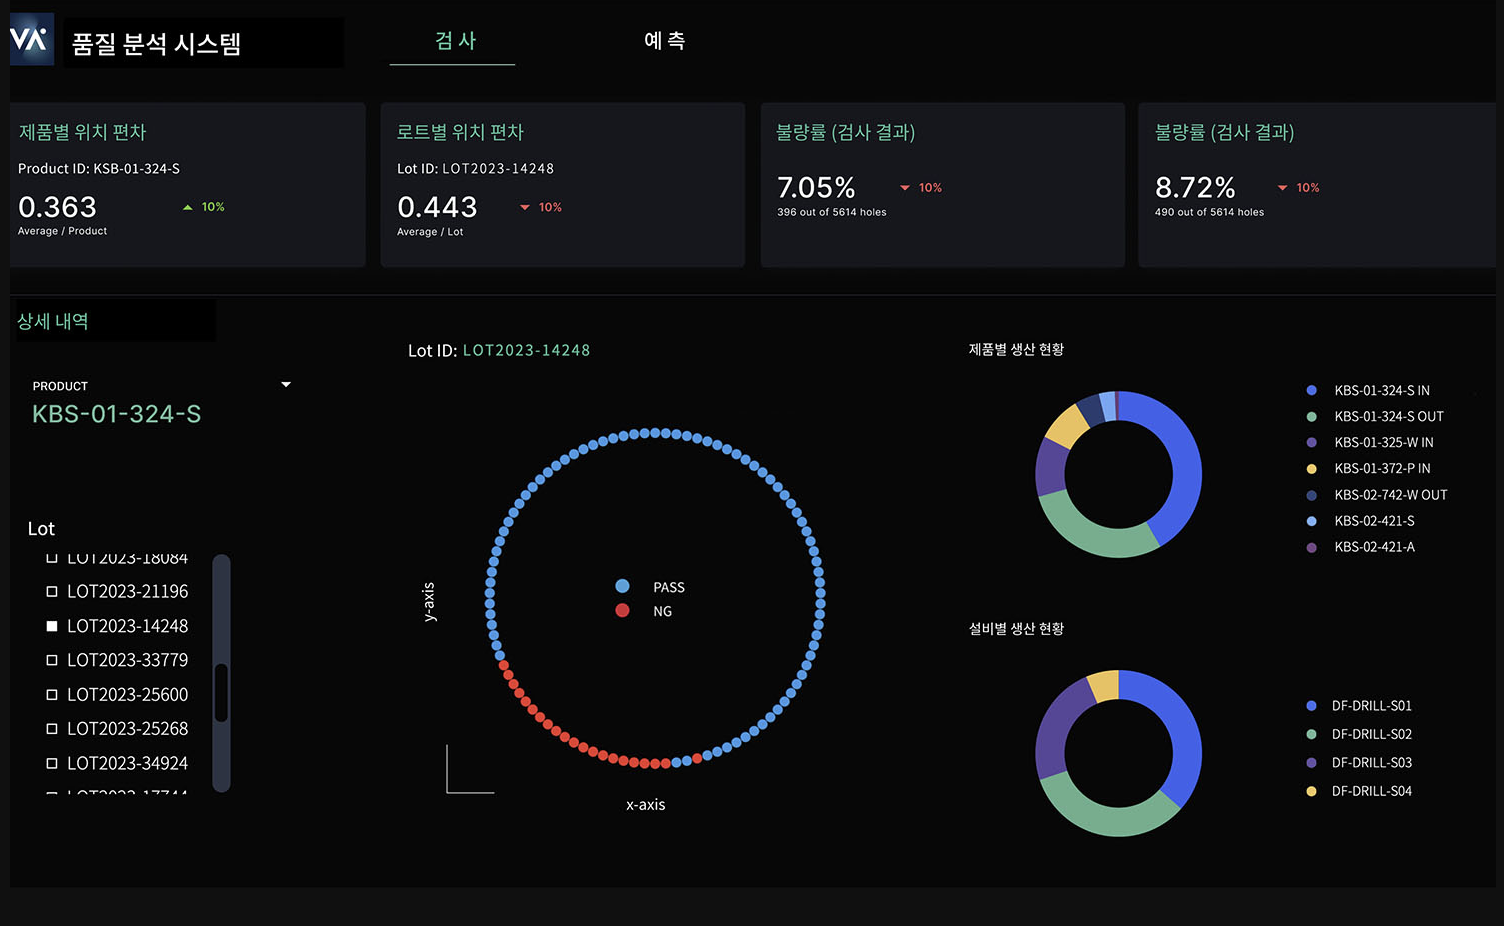 VA
품질 분석 시스템
검 사
예 측
제품별 위치 편차
Product ID: KSB-01-324-S
0.363
10%
Average / Product
로트별 위치 편차
Lot ID: LOT2023-14248
0.443
10%
Average / Lot
불량률 (검사 결과)
7.05%
10%
396 out of 5614 holes
불량률 (검사 결과)
8.72%
10%
490 out of 5614 holes
상세 내역
PRODUCT
KBS-01-324-S
Lot
LOT2023-18084
LOT2023-21196
LOT2023-14248
LOT2023-33779
LOT2023-25600
LOT2023-25268
LOT2023-34924
LOT2023-17744
Lot ID: LOT2023-14248
PASS
NG
y-axis
x-axis
제품별 생산 현황
KBS-01-324-S IN
KBS-01-324-S OUT
KBS-01-325-W IN
KBS-01-372-P IN
KBS-02-742-W OUT
KBS-02-421-S
KBS-02-421-A
설비별 생산 현황
DF-DRILL-S01
DF-DRILL-S02
DF-DRILL-S03
DF-DRILL-S04